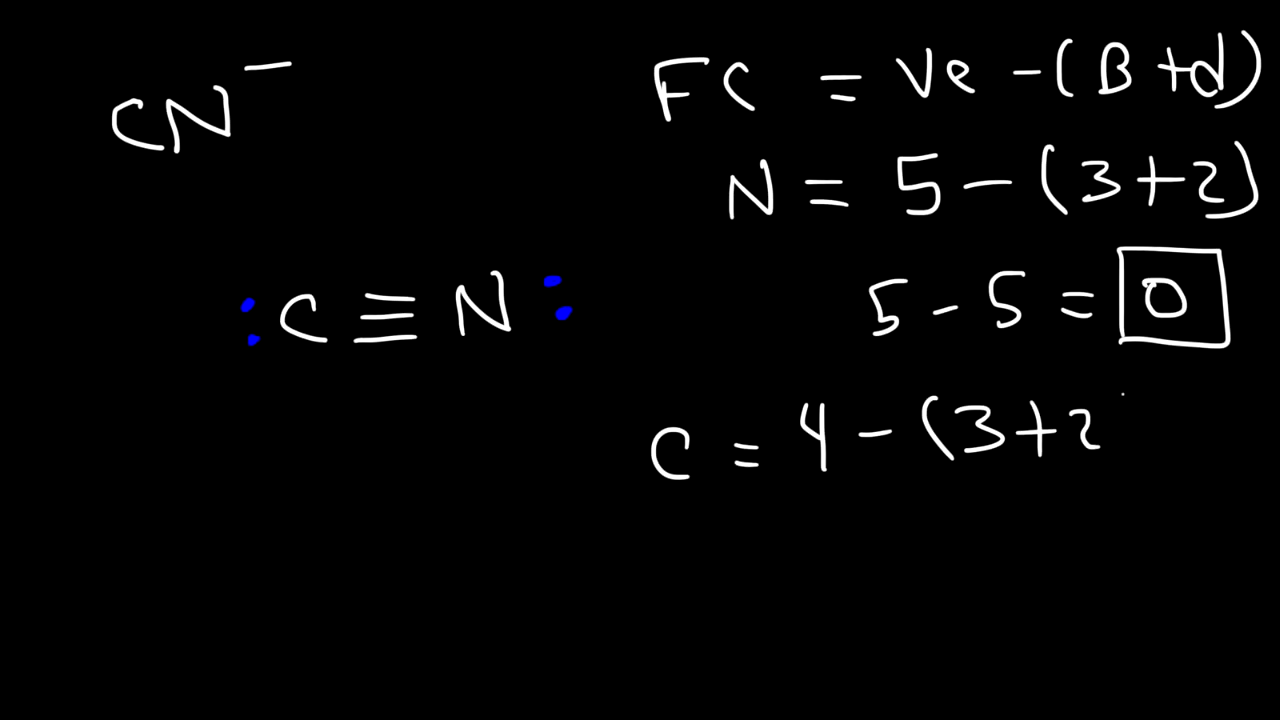 CN⁻
FC = Ve - (B + d)
N = 5 - (3 + 2)
:C≡N:
5 - 5 = 0
C = 4 - (3 + 2